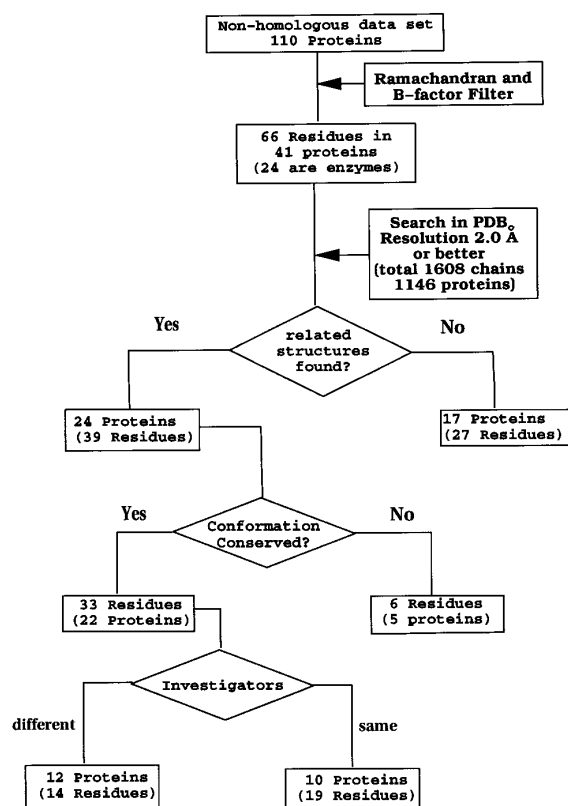 Non-homologous data set
110 Proteins
Ramachandran and
B-factor Filter
66 Residues in
41 proteins
(24 are enzymes)
Search in PDB,
Resolution 2.0 Å
or better
(total 1608 chains
1146 proteins)
Yes
No
related
structures
found?
24 Proteins
(39 Residues)
17 Proteins
(27 Residues)
Yes
No
Conformation
Conserved?
33 Residues
(22 Proteins)
6 Residues
(5 proteins)
Investigators
different
same
12 Proteins
(14 Residues)
10 Proteins
(19 Residues)